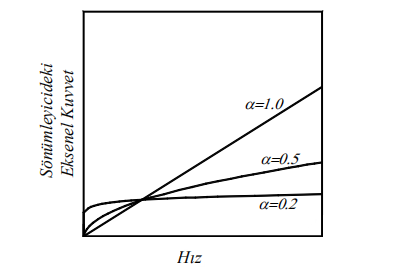 Sönümleyicideki
Eksenel Kuvvet
α=1.0
α=0.5
α=0.2
Hız